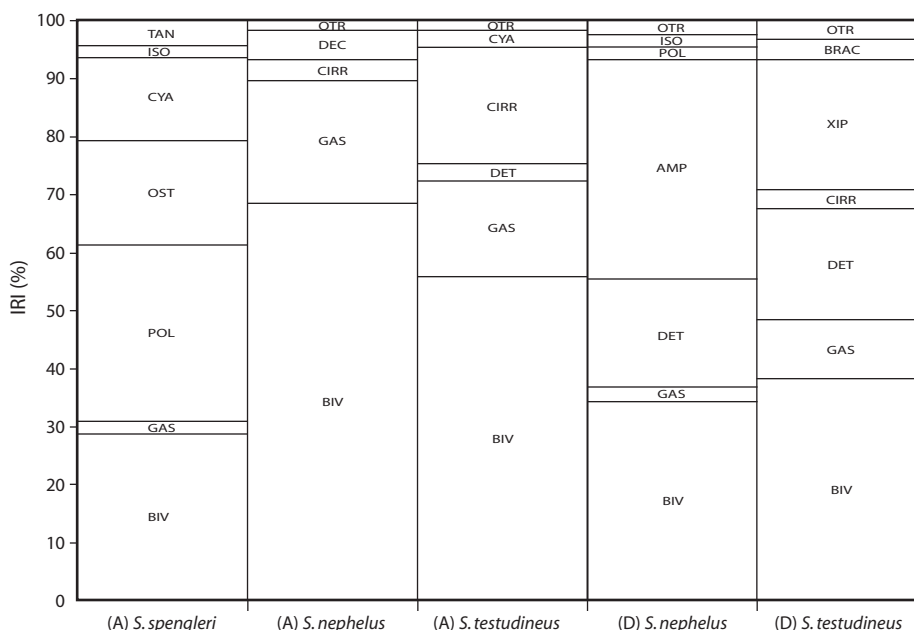 IRI (%)
100
90
80
70
60
50
40
30
20
10
0
TAN
ISO
CYA
OST
POL
GAS
BIV
OTR
DEC
CIRR
GAS
BIV
OTR
CYA
CIRR
DET
GAS
BIV
OTR
ISO
POL
AMP
DET
GAS
BIV
OTR
BRAC
XIP
CIRR
DET
GAS
BIV
(A) S. spengleri
(A) S. nephelus
(A) S. testudineus
(D) S. nephelus
(D) S. testudineus